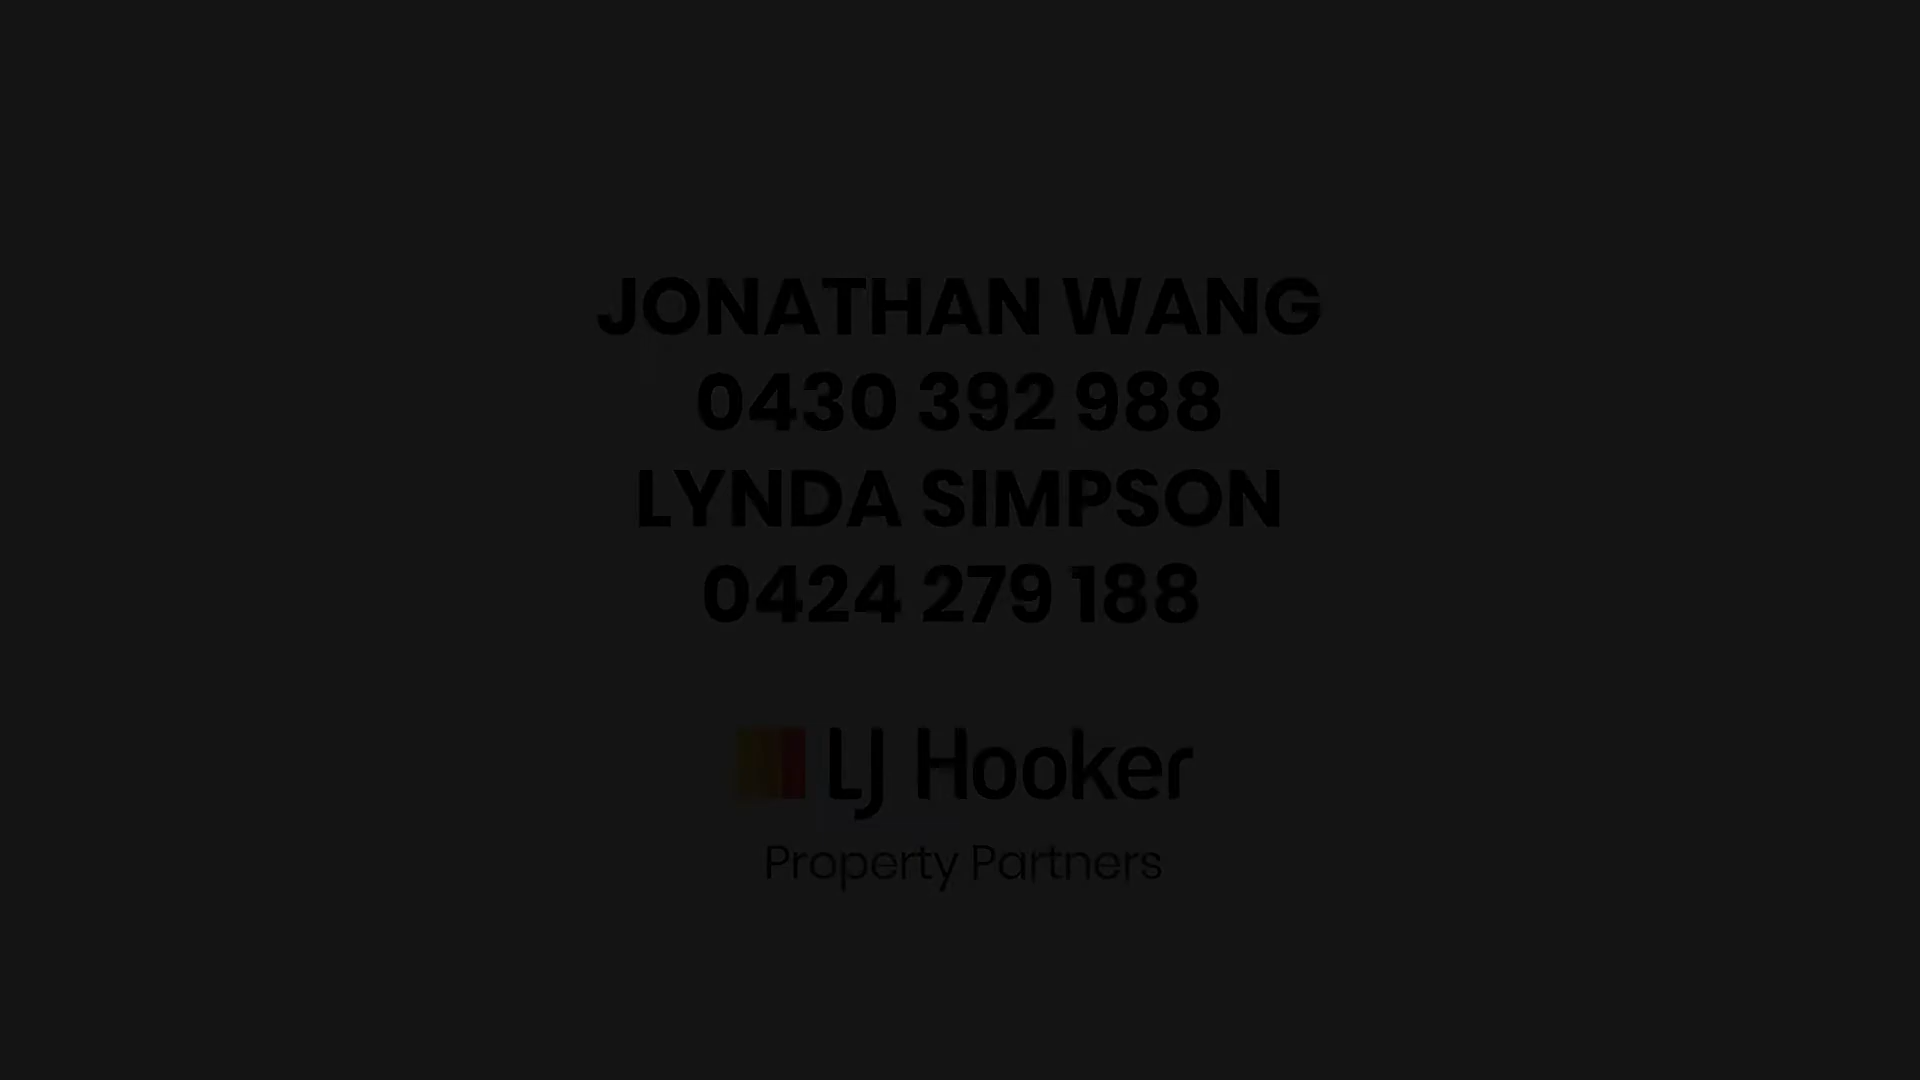 JONATHAN WANG
0430 392 988
LYNDA SIMPSON
0424 279 188
LJ Hooker
Property Partners